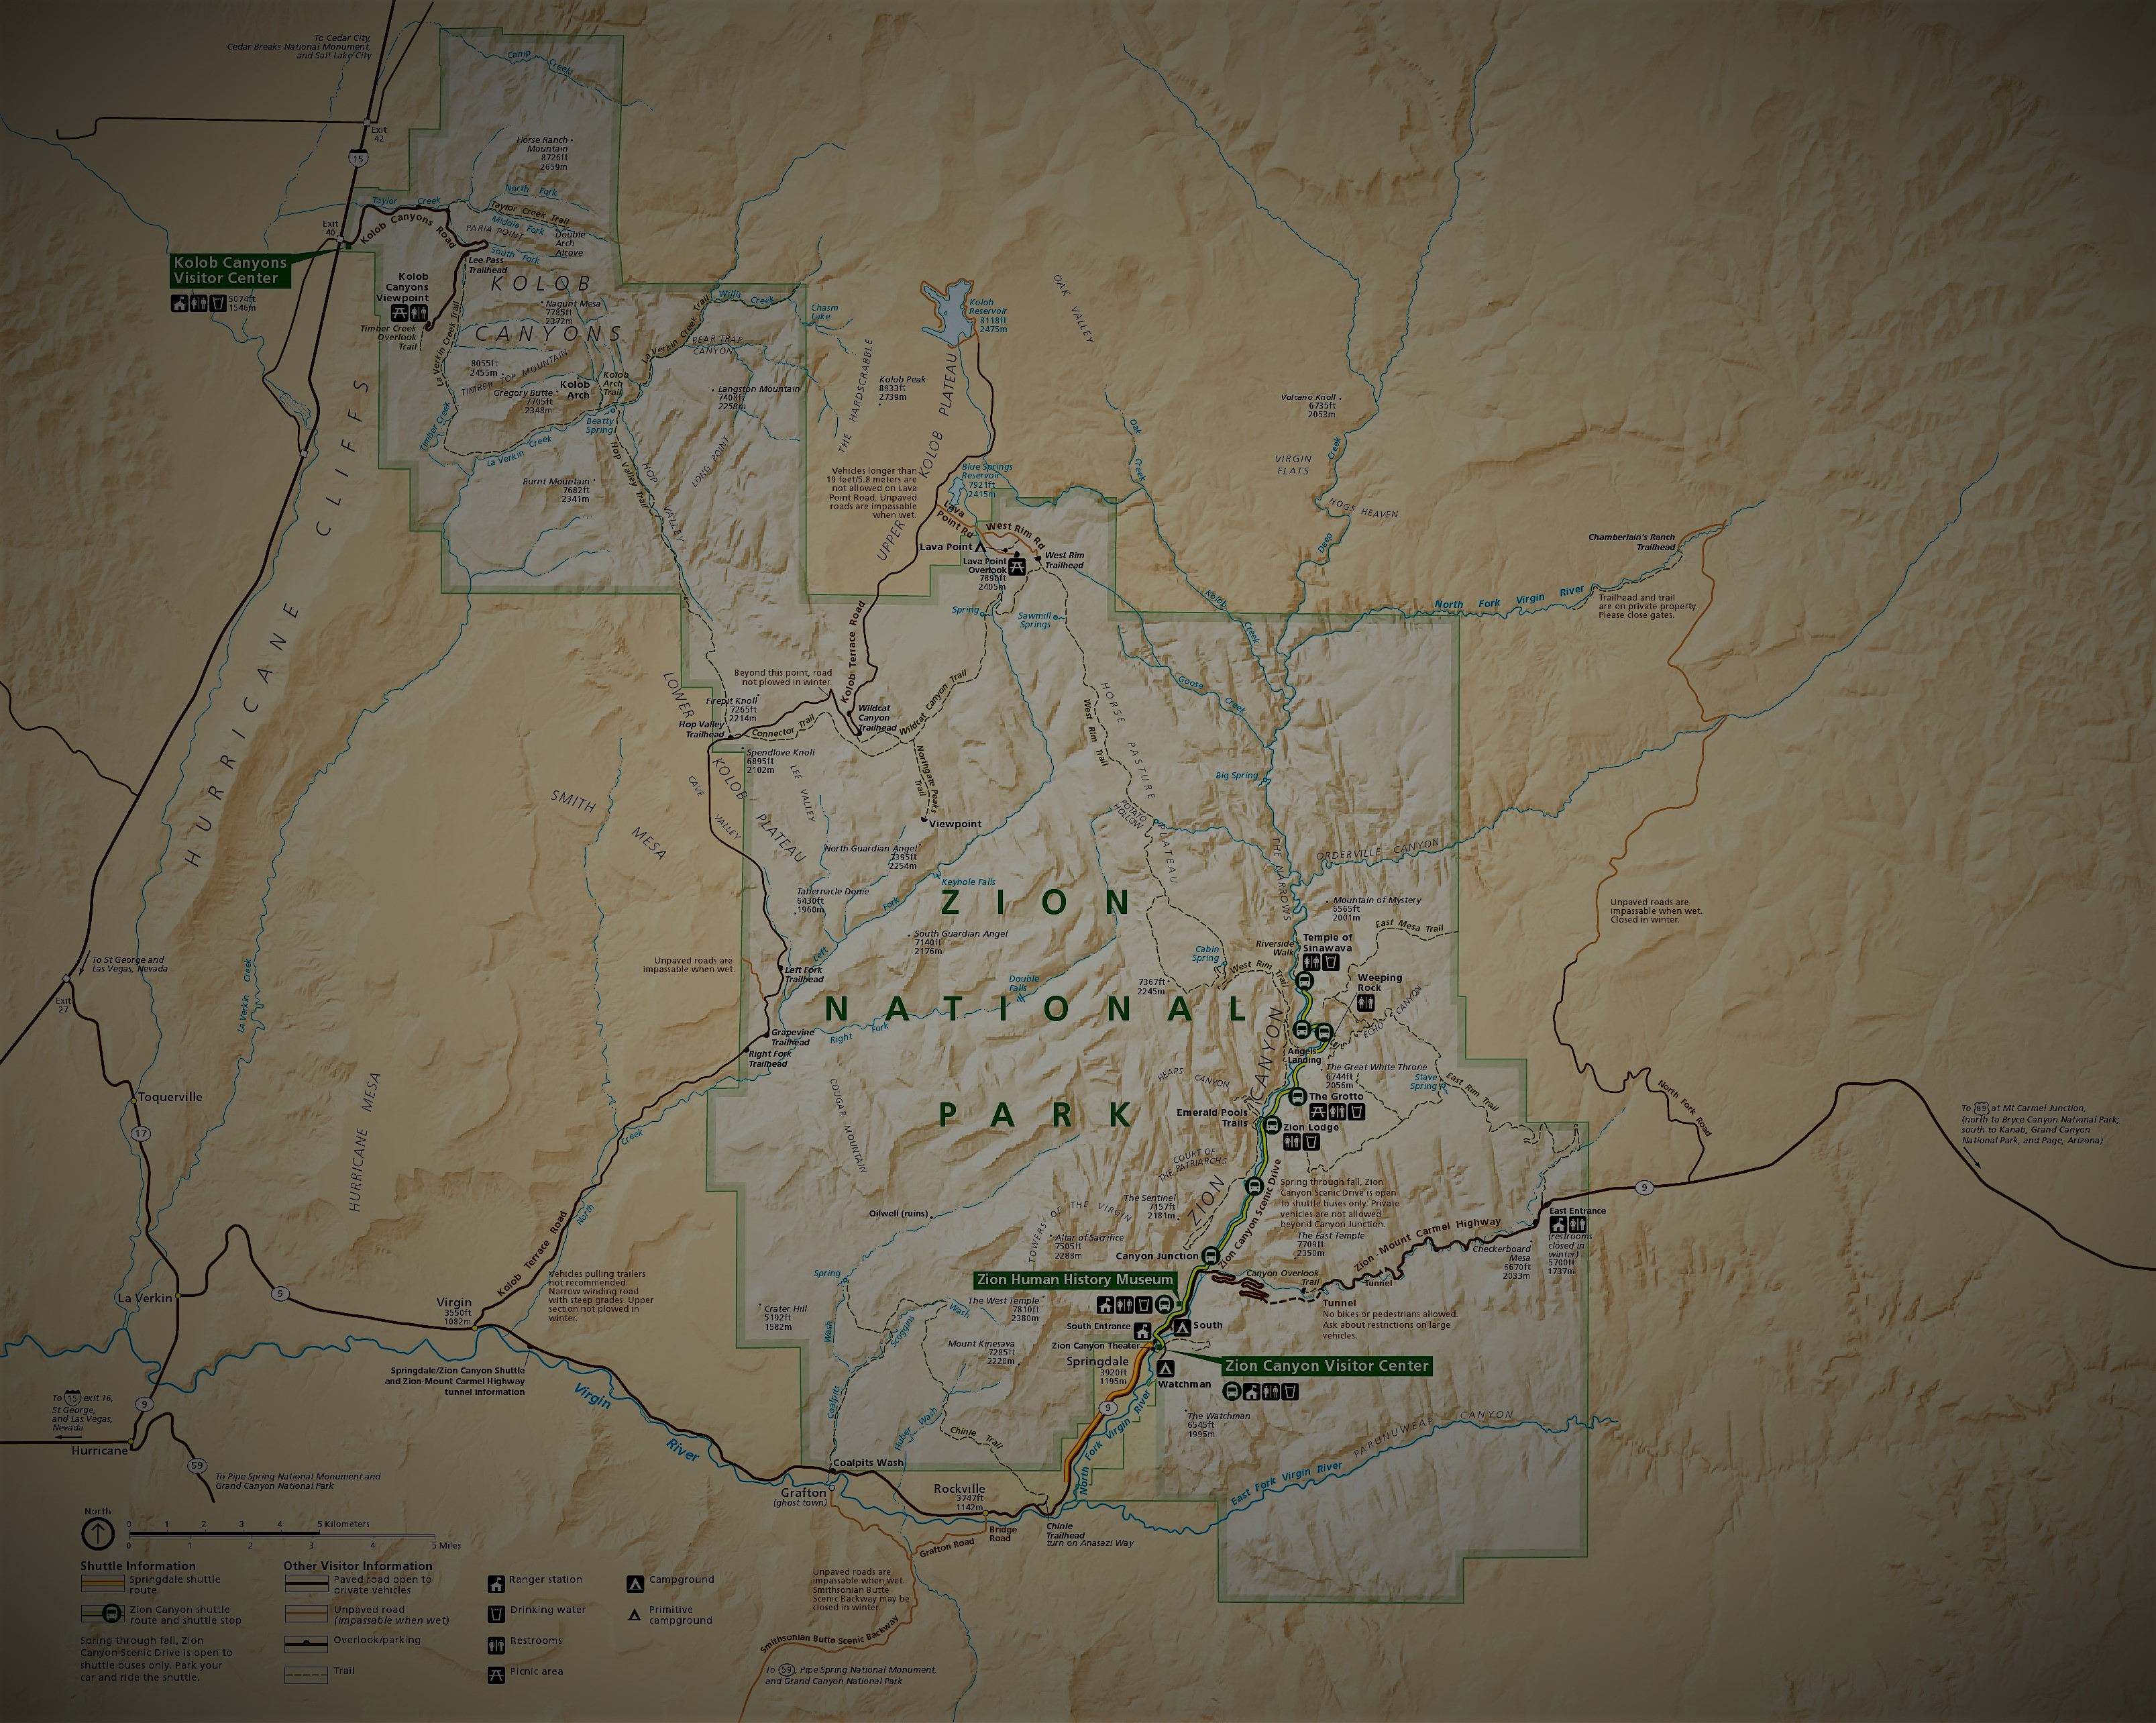 To Cedar City,
Cedar Breaks National Monument,
and Salt Lake City
Camp
Creek
Exit
42
15
Horse Ranch
Mountain
8726ft
2659m
North Fork
Taylor Creek
Taylor Creek Trail
Middle Fork
PARIA POINT
Double
Arch
Alcove
South Fork
Exit
40
Kolob Canyons Road
Lee Pass
Trailhead
Kolob Canyons
Visitor Center
5074ft
1546m
Kolob
Canyons
Viewpoint
Timber Creek
Overlook
Trail
KOLOB
CANYONS
Nagunt Mesa
7785ft
2372m
La Verkin Creek Trail
8055ft
2455m
TIMBER TOP MOUNTAIN
Gregory Butte
7705ft
2348m
Kolob
Arch
Kolob
Arch
Trail
La Verkin Creek Trail
Willis Creek
Chasm
Lake
BEAR TRAP
CANYON
Langston Mountain
7408ft
2258m
Beatty
Spring
Timber Creek
La Verkin Creek
Burnt Mountain
7682ft
2341m
Hop Valley Trail
HOP VALLEY
LONG POINT
THE HARDSCRABBLE
Kolob Peak
8933ft
2739m
Kolob
Reservoir
8118ft
2475m
UPPER KOLOB PLATEAU
OAK VALLEY
Oak
Creek
Volcano Knoll
6735ft
2053m
VIRGIN
FLATS
Creek
HOGS HEAVEN
Deep
Vehicles longer than
19 feet/5.8 meters are
not allowed on Lava
Point Road. Unpaved
roads are impassable
when wet.
Blue Springs
Reservoir
7921ft
2415m
Lava
Point Rd
West Rim Rd
Lava Point
Lava Point
Overlook
7890ft
2405m
West Rim
Trailhead
Spring
Sawmill
Springs
Kolob
Creek
North Fork Virgin River
Chamberlain's Ranch
Trailhead
Trailhead and trail
are on private property.
Please close gates.
HURRICANE CLIFFS
Beyond this point, road
not plowed in winter.
Kolob Terrace Road
Firepit Knoll
7265ft
2214m
Hop Valley
Trailhead
Connector Trail
Wildcat
Canyon
Trailhead
Wildcat Canyon Trail
Northgate Peaks
Trail
Viewpoint
Spendlove Knoll
6895ft
2102m
LOWER
KOLOB
PLATEAU
CAVE
VALLEY
LEE VALLEY
SMITH
MESA
HORSE PASTURE
PLATEAU
West Rim Trail
Goose
Creek
Big Spring
POTATO
HOLLOW
THE NARROWS
ORDERVILLE CANYON
North Guardian Angel
7395ft
2254m
Tabernacle Dome
6430ft
1960m
Keyhole Falls
Left Fork
South Guardian Angel
7140ft
2176m
ZION
NATIONAL
PARK
Mountain of Mystery
6565ft
2001m
East Mesa Trail
Unpaved roads are
impassable when wet.
Closed in winter.
Unpaved roads are
impassable when wet.
Left Fork
Trailhead
Double
Falls
Cabin
Spring
West Rim Trail
7367ft
2245m
Riverside
Walk
Temple of
Sinawava
Weeping
Rock
ECHO CANYON
To St George and
Las Vegas, Nevada
Exit
27
La Verkin Creek
Grapevine
Trailhead
Right Fork
Trailhead
Right Fork
Angels
Landing
The Great White Throne
6744ft
2056m
Stave
Spring
East Rim Trail
The Grotto
HEAPS CANYON
Emerald Pools
Trails
Zion Lodge
ZION CANYON
COURT OF
THE PATRIARCHS
COUGAR MOUNTAIN
Toquerville
17
HURRICANE MESA
Creek
North
Kolob Terrace Road
North Fork Road
9
To 89 at Mt Carmel Junction,
(north to Bryce Canyon National Park;
south to Kanab, Grand Canyon
National Park, and Page, Arizona)
Spring through fall, Zion
Canyon Scenic Drive is open
to shuttle buses only. Private
vehicles are not allowed
beyond Canyon Junction.
Zion Canyon Scenic Drive
The Sentinel
7157ft
2181m
Oilwell (ruins)
TOWERS OF THE VIRGIN
Altar of Sacrifice
7505ft
2288m
Canyon Junction
The East Temple
7709ft
2350m
Zion-Mount Carmel Highway
East Entrance
(restrooms
closed in
winter)
5700ft
1737m
Checkerboard
Mesa
6670ft
2033m
Canyon Overlook
Trail
Tunnel
Tunnel
No bikes or pedestrians allowed.
Ask about restrictions on large
vehicles.
Zion Human History Museum
Spring
La Verkin
9
Virgin
3550ft
1082m
Vehicles pulling trailers
not recommended.
Narrow winding road
with steep grades. Upper
section not plowed in
winter.
Crater Hill
5192ft
1582m
Coalpits
Wash
Scoggins
Wash
The West Temple
7810ft
2380m
South Entrance
South
Zion Canyon Theater
Mount Kinesava
7285ft
2220m
Springdale
3920ft
1195m
Zion Canyon Visitor Center
Watchman
9
The Watchman
6545ft
1995m
Springdale/Zion Canyon Shuttle
and Zion-Mount Carmel Highway
tunnel information
Virgin
River
To 15 exit 16,
St George,
and Las Vegas,
Nevada
9
Hurricane
59
To Pipe Spring National Monument and
Grand Canyon National Park
Huber Wash
Chinle Trail
North Fork Virgin River
PARUNUWEAP CANYON
East Fork Virgin River
Coalpits Wash
Grafton
(ghost town)
Rockville
3747ft
1142m
Bridge
Road
Grafton Road
Chinle
Trailhead
turn on Anasazi Way
Unpaved roads are
impassable when wet.
Smithsonian Butte
Scenic Backway may be
closed in winter.
Smithsonian Butte Scenic Backway
To 59, Pipe Spring National Monument,
and Grand Canyon National Park
North
0 1 2 3 4 5 Kilometers
0 1 2 3 4 5 Miles
Shuttle Information
Springdale shuttle
route
Zion Canyon shuttle
route and shuttle stop
Spring through fall, Zion
Canyon Scenic Drive is open to
shuttle buses only. Park your
car and ride the shuttle.
Other Visitor Information
Paved road open to
private vehicles
Unpaved road
(impassable when wet)
Overlook/parking
Trail
Ranger station
Drinking water
Restrooms
Picnic area
Campground
Primitive
campground